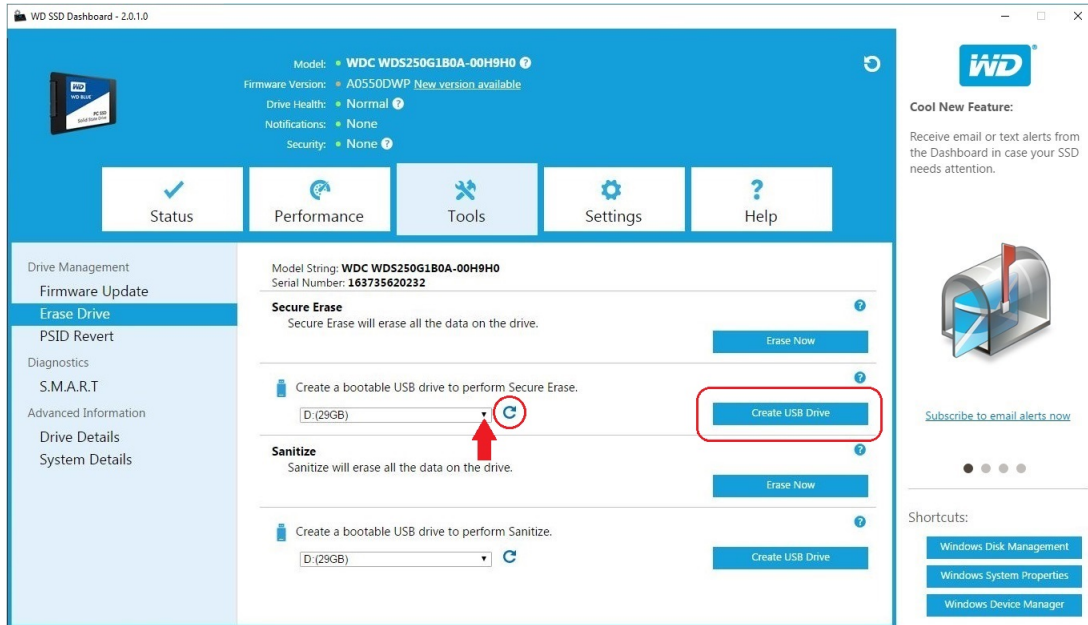 WD SSD Dashboard - 2.0.1.0
Model: WDC WDS250G1B0A-00H9H0 ?
Firmware Version: A0550DWP New version available
Drive Health: Normal ?
Notifications: None
Security: None ?
WD
WD BLUE
Status
Performance
Tools
Settings
? Help
Drive Management
Firmware Update
Erase Drive
PSID Revert
Diagnostics
S.M.A.R.T
Advanced Information
Drive Details
System Details
Model String: WDC WDS250G1B0A-00H9H0
Serial Number: 163735620232
Secure Erase ?
Secure Erase will erase all the data on the drive.
Erase Now
?
Create a bootable USB drive to perform Secure Erase.
D:(29GB)
Create USB Drive
Sanitize ?
Sanitize will erase all the data on the drive.
Erase Now
?
Create a bootable USB drive to perform Sanitize.
D:(29GB)
Create USB Drive
WD
Cool New Feature:
Receive email or text alerts from
the Dashboard in case your SSD
needs attention.
Subscribe to email alerts now
Shortcuts:
Windows Disk Management
Windows System Properties
Windows Device Manager